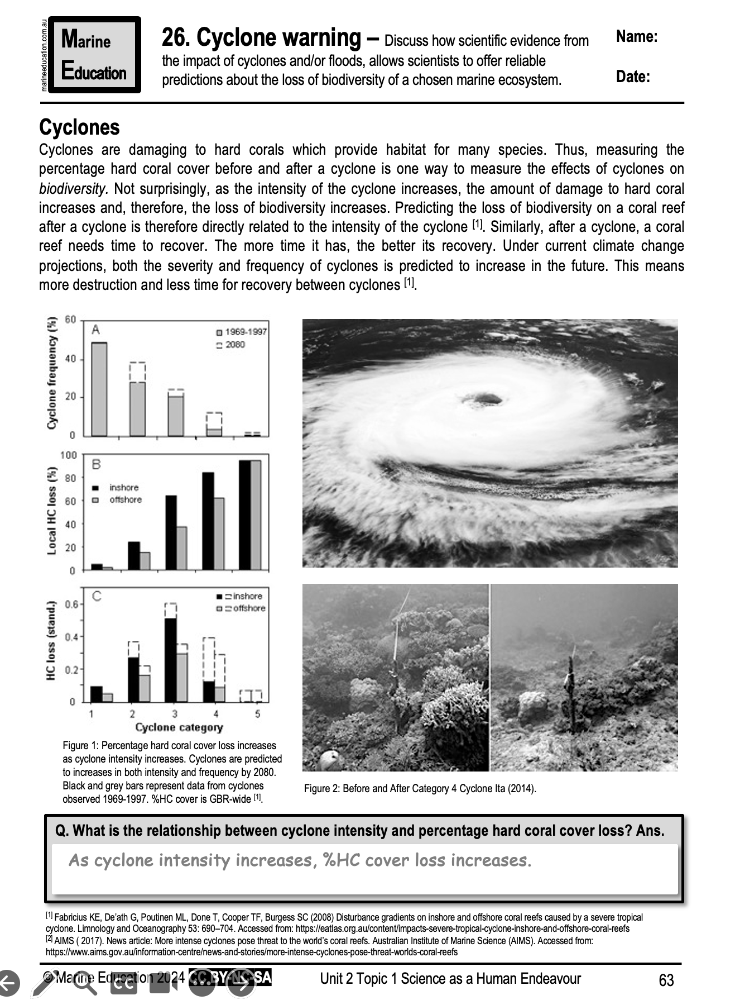 marineeducation.com.au
Marine
Education
26. Cyclone warning – Discuss how scientific evidence from
the impact of cyclones and/or floods, allows scientists to offer reliable
predictions about the loss of biodiversity of a chosen marine ecosystem.
Name:
Date:
Cyclones
Cyclones are damaging to hard corals which provide habitat for many species. Thus, measuring the
percentage hard coral cover before and after a cyclone is one way to measure the effects of cyclones on
biodiversity. Not surprisingly, as the intensity of the cyclone increases, the amount of damage to hard coral
increases and, therefore, the loss of biodiversity increases. Predicting the loss of biodiversity on a coral reef
after a cyclone is therefore directly related to the intensity of the cyclone [1]. Similarly, after a cyclone, a coral
reef needs time to recover. The more time it has, the better its recovery. Under current climate change
projections, both the severity and frequency of cyclones is predicted to increase in the future. This means
more destruction and less time for recovery between cyclones [1].
Cyclone frequency (%)
60
40
20
0
A
1969-1997
2080
Local HC loss (%)
100
80
60
40
20
0
B
inshore
offshore
HC loss (stand.)
0.6
0.4
0.2
0
C
inshore
offshore
1 2 3 4 5
Cyclone category
Figure 1: Percentage hard coral cover loss increases
as cyclone intensity increases. Cyclones are predicted
to increases in both intensity and frequency by 2080.
Black and grey bars represent data from cyclones
observed 1969-1997. %HC cover is GBR-wide [1].
Figure 2: Before and After Category 4 Cyclone Ita (2014).
Q. What is the relationship between cyclone intensity and percentage hard coral cover loss? Ans.
As cyclone intensity increases, %HC cover loss increases.
[1] Fabricius KE, De’ath G, Poutinen ML, Done T, Cooper TF, Burgess SC (2008) Disturbance gradients on inshore and offshore coral reefs caused by a severe tropical
cyclone. Limnology and Oceanography 53: 690–704. Accessed from: https://eatlas.org.au/content/impacts-severe-tropical-cyclone-inshore-and-offshore-coral-reefs
[2] AIMS ( 2017). News article: More intense cyclones pose threat to the world’s coral reefs. Australian Institute of Marine Science (AIMS). Accessed from:
https://www.aims.gov.au/information-centre/news-and-stories/more-intense-cyclones-pose-threat-worlds-coral-reefs
© Marine Education 2024 CC BY-NC-SA
CC
Unit 2 Topic 1 Science as a Human Endeavour
63